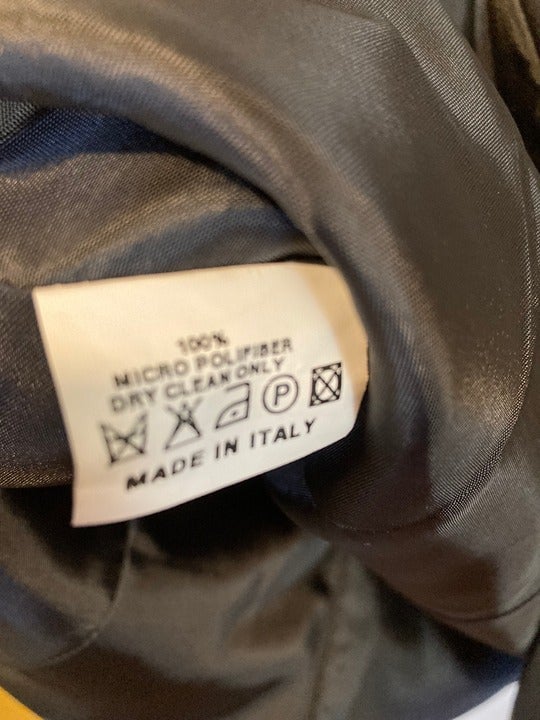 100%
MICRO POLIFIBER
DRY CLEAN ONLY
P
MADE IN ITALY